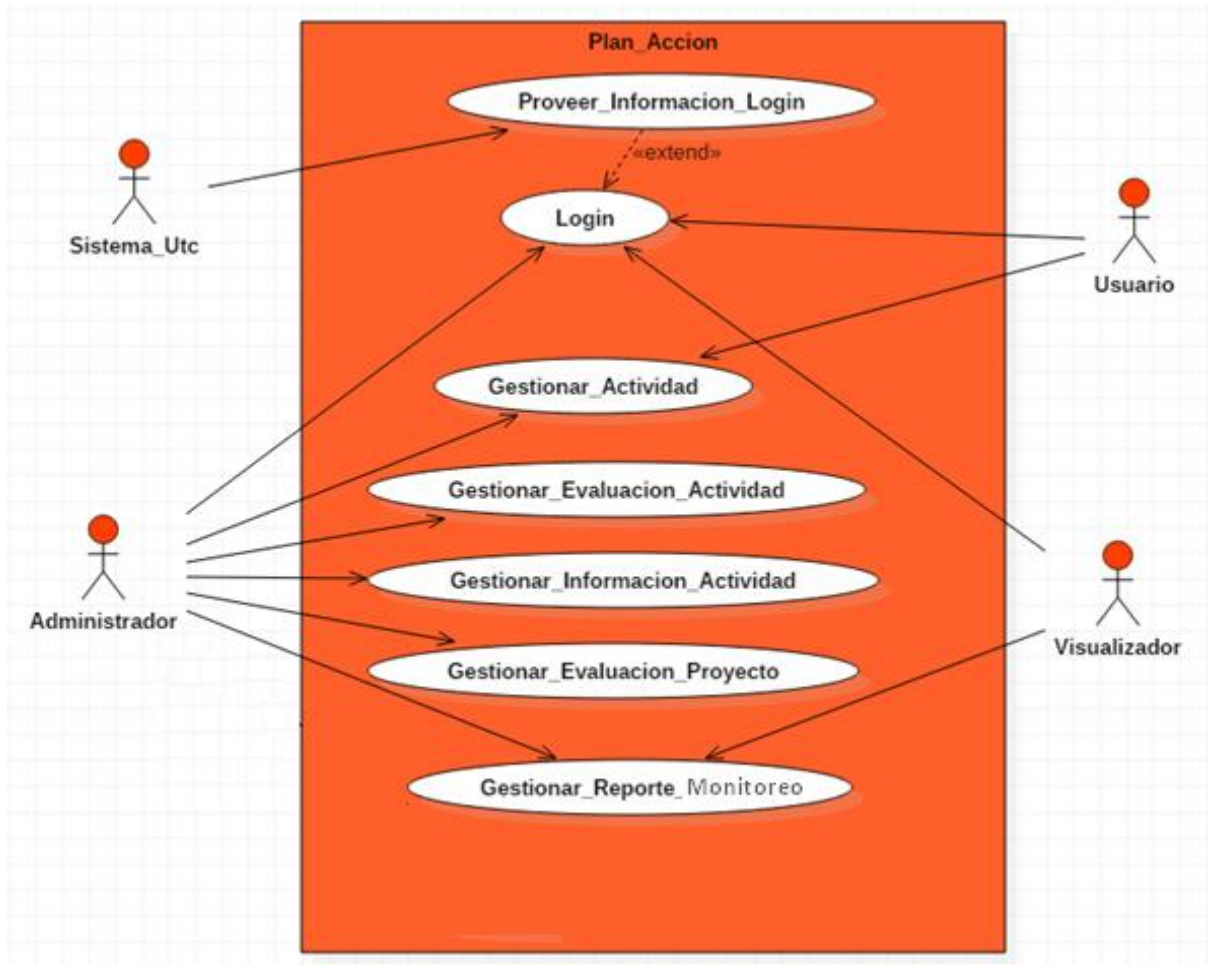 Plan_Accion
Proveer_Informacion_Login
«extend»
Login
Sistema_Utc
Usuario
Gestionar_Actividad
Gestionar_Evaluacion_Actividad
Gestionar_Informacion_Actividad
Administrador
Visualizador
Gestionar_Evaluacion_Proyecto
Gestionar_Reporte_Monitoreo